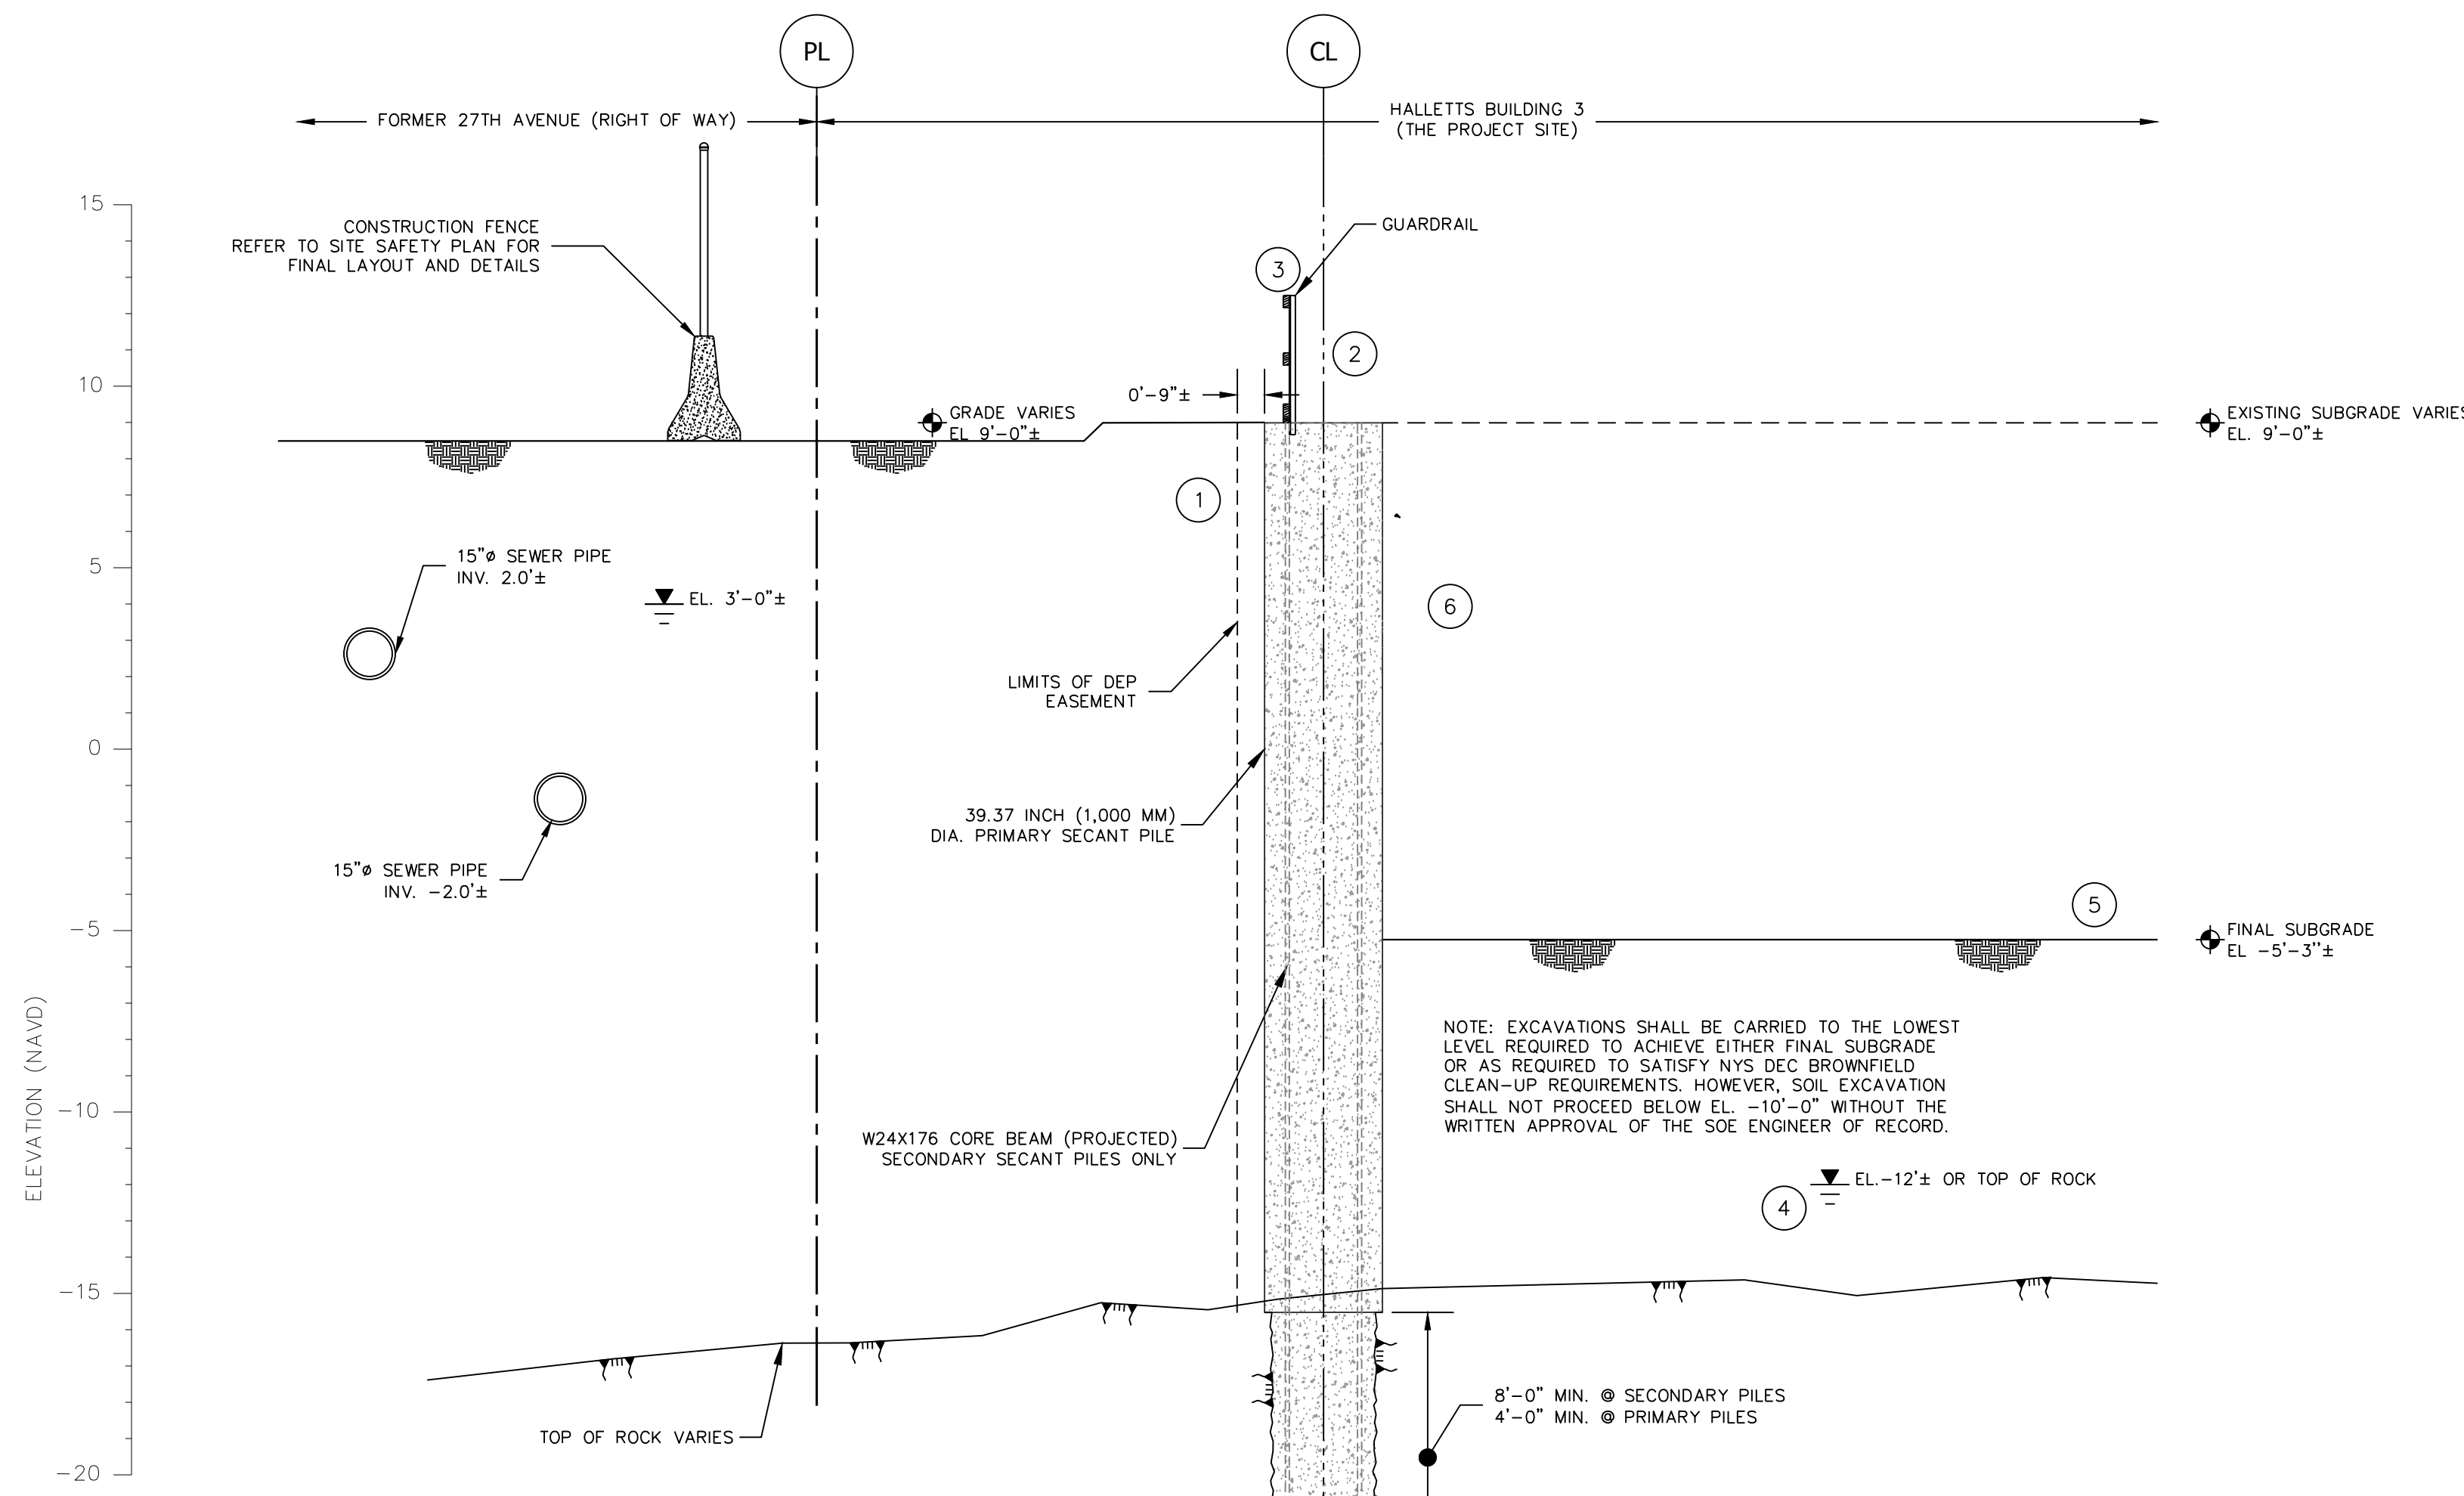 PL
CL
FORMER 27TH AVENUE (RIGHT OF WAY)
HALLETTS BUILDING 3
(THE PROJECT SITE)
15
CONSTRUCTION FENCE
REFER TO SITE SAFETY PLAN FOR
FINAL LAYOUT AND DETAILS
GUARDRAIL
3
2
10
0'-9"±
GRADE VARIES
EL 9'-0"±
EXISTING SUBGRADE VARIES
EL. 9'-0"±
1
5
15"ø SEWER PIPE
INV. 2.0'±
EL. 3'-0"±
6
LIMITS OF DEP
EASEMENT
0
39.37 INCH (1,000 MM)
DIA. PRIMARY SECANT PILE
15"ø SEWER PIPE
INV. -2.0'±
-5
5
FINAL SUBGRADE
EL -5'-3"±
ELEVATION (NAVD)
NOTE: EXCAVATIONS SHALL BE CARRIED TO THE LOWEST
LEVEL REQUIRED TO ACHIEVE EITHER FINAL SUBGRADE
OR AS REQUIRED TO SATISFY NYS DEC BROWNFIELD
CLEAN-UP REQUIREMENTS. HOWEVER, SOIL EXCAVATION
SHALL NOT PROCEED BELOW EL. -10'-0" WITHOUT THE
WRITTEN APPROVAL OF THE SOE ENGINEER OF RECORD.
-10
W24X176 CORE BEAM (PROJECTED)
SECONDARY SECANT PILES ONLY
EL.-12'± OR TOP OF ROCK
4
-15
8'-0" MIN. @ SECONDARY PILES
4'-0" MIN. @ PRIMARY PILES
TOP OF ROCK VARIES
-20